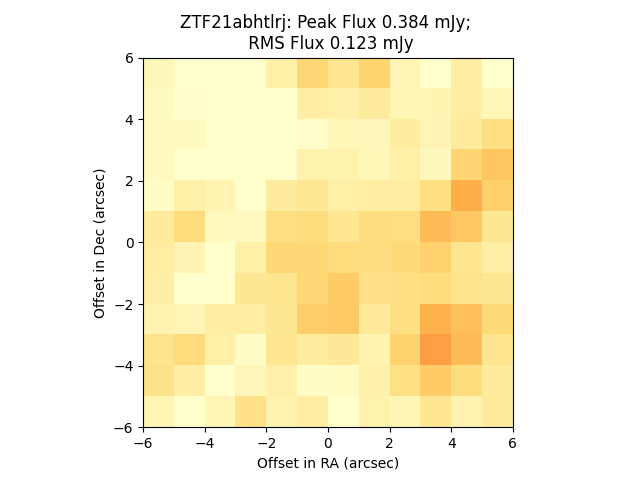 ZTF21abhtlrj: Peak Flux 0.384 mJy;
RMS Flux 0.123 mJy
6
4
2
0
−2
−4
−6
Offset in Dec (arcsec)
−6 −4 −2 0 2 4 6
Offset in RA (arcsec)